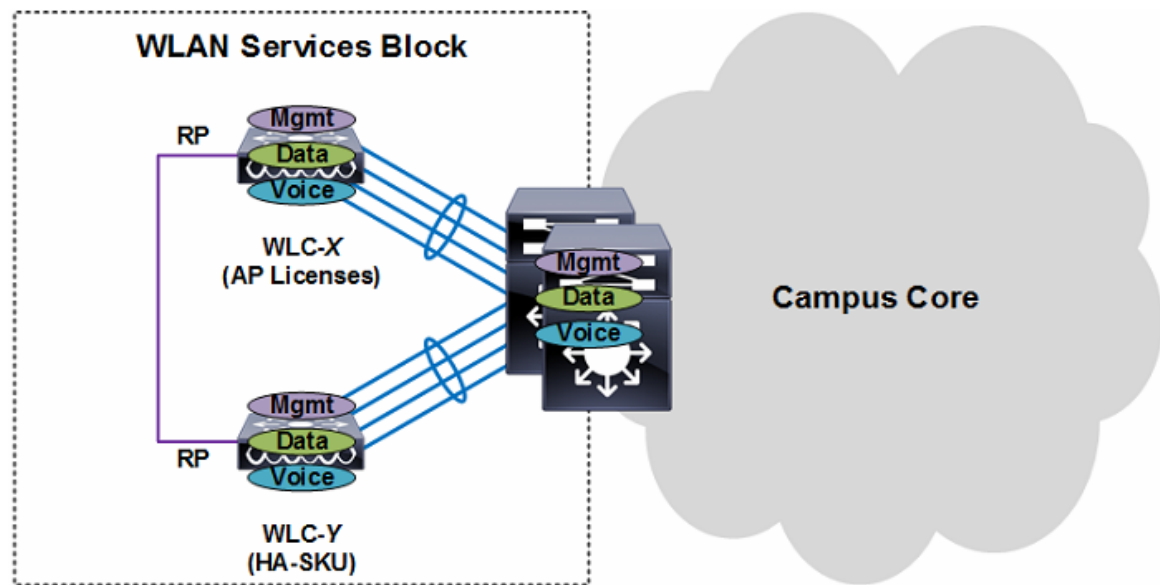 WLAN Services Block
Mgmt
RP
Data
Voice
WLC-X
(AP Licenses)
Mgmt
Data
Voice
Campus Core
Mgmt
Data
RP
Voice
WLC-Y
(HA-SKU)